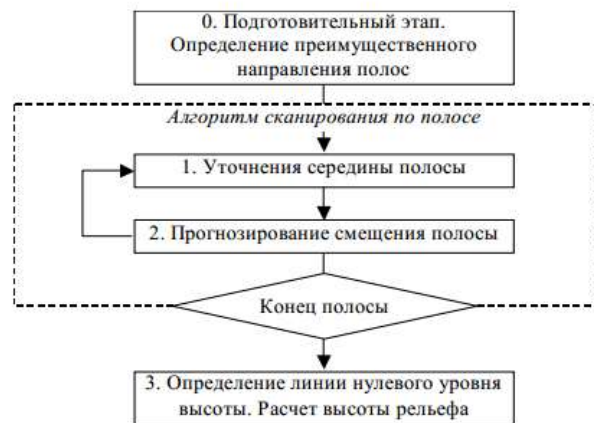 0. Подготовительный этап.
Определение преимущественного
направления полос
Алгоритм сканирования по полосе
1. Уточнения середины полосы
2. Прогнозирование смещения полосы
Конец полосы
3. Определение линии нулевого уровня
высоты. Расчет высоты рельефа